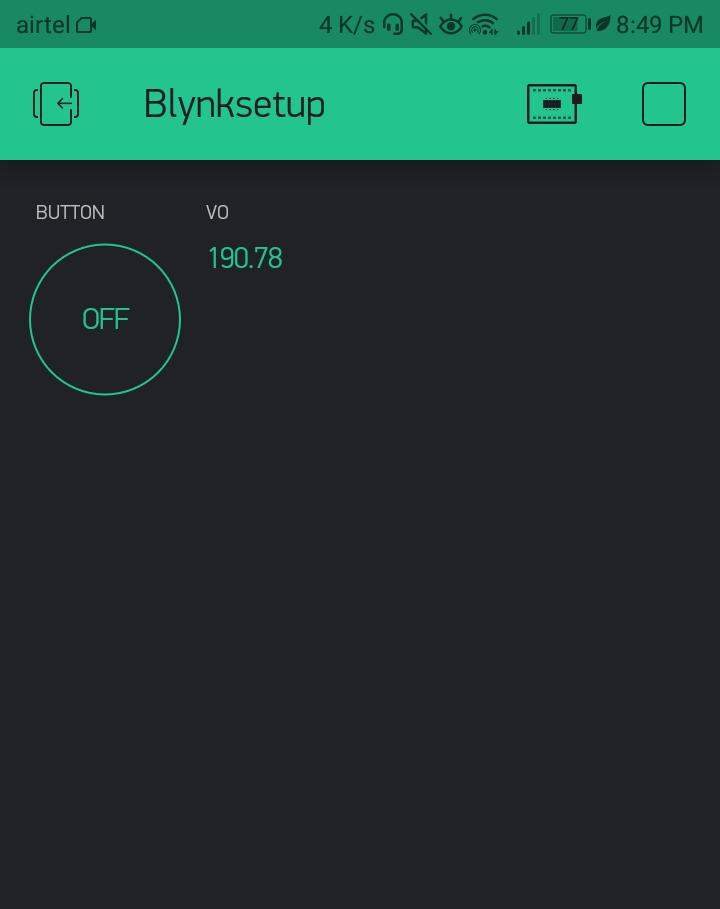 airtel 4 K/s 77 8:49 PM
Blynksetup
BUTTON VO
190.78
OFF